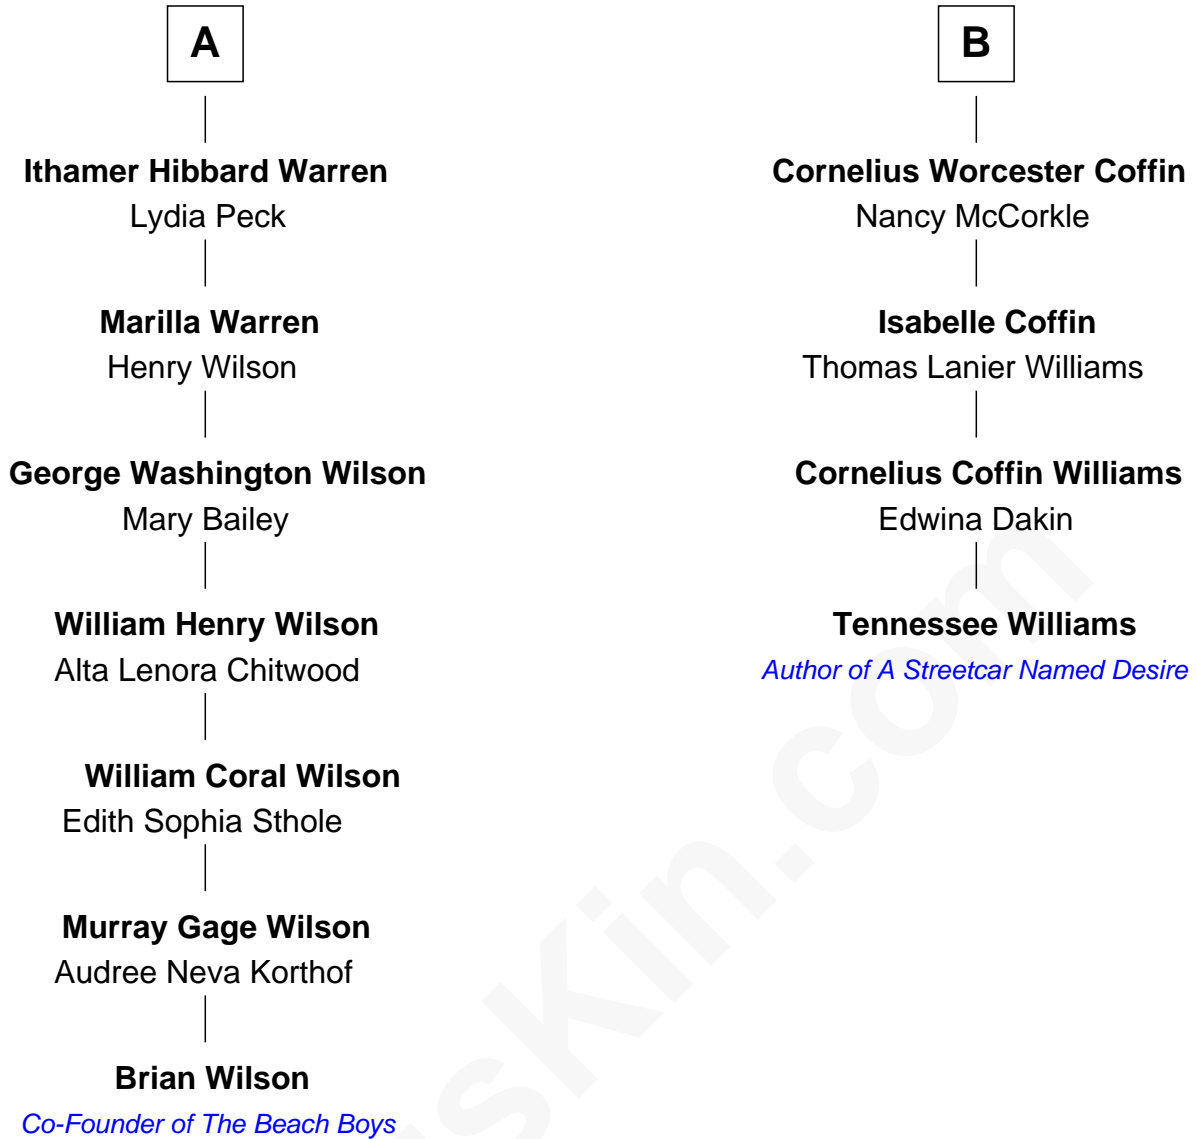 A
Ithamer Hibbard Warren
Lydia Peck
Marilla Warren
Henry Wilson
George Washington Wilson
Mary Bailey
William Henry Wilson
Alta Lenora Chitwood
William Coral Wilson
Edith Sophia Sthole
Murray Gage Wilson
Audree Neva Korthof
Brian Wilson
Co-Founder of The Beach Boys
B
Cornelius Worcester Coffin
Nancy McCorkle
Isabelle Coffin
Thomas Lanier Williams
Cornelius Coffin Williams
Edwina Dakin
Tennessee Williams
Author of A Streetcar Named Desire
usKin.com